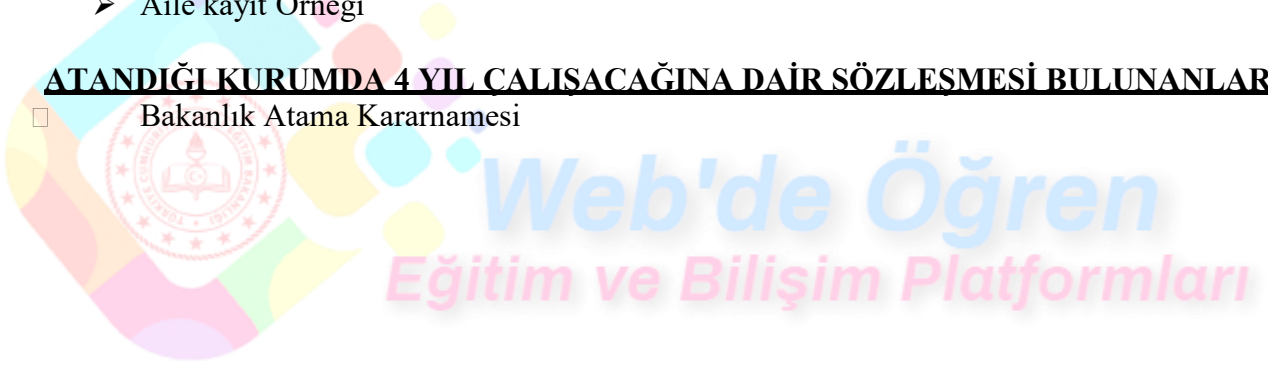 ➢ Aile kayıt Örneği
ATANDIĞI KURUMDA 4 YIL ÇALIŞACAĞINA DAİR SÖZLEŞMESİ BULUNANLAR
Bakanlık Atama Kararnamesi
Web'de Öğren
Eğitim ve Bilişim Platformları